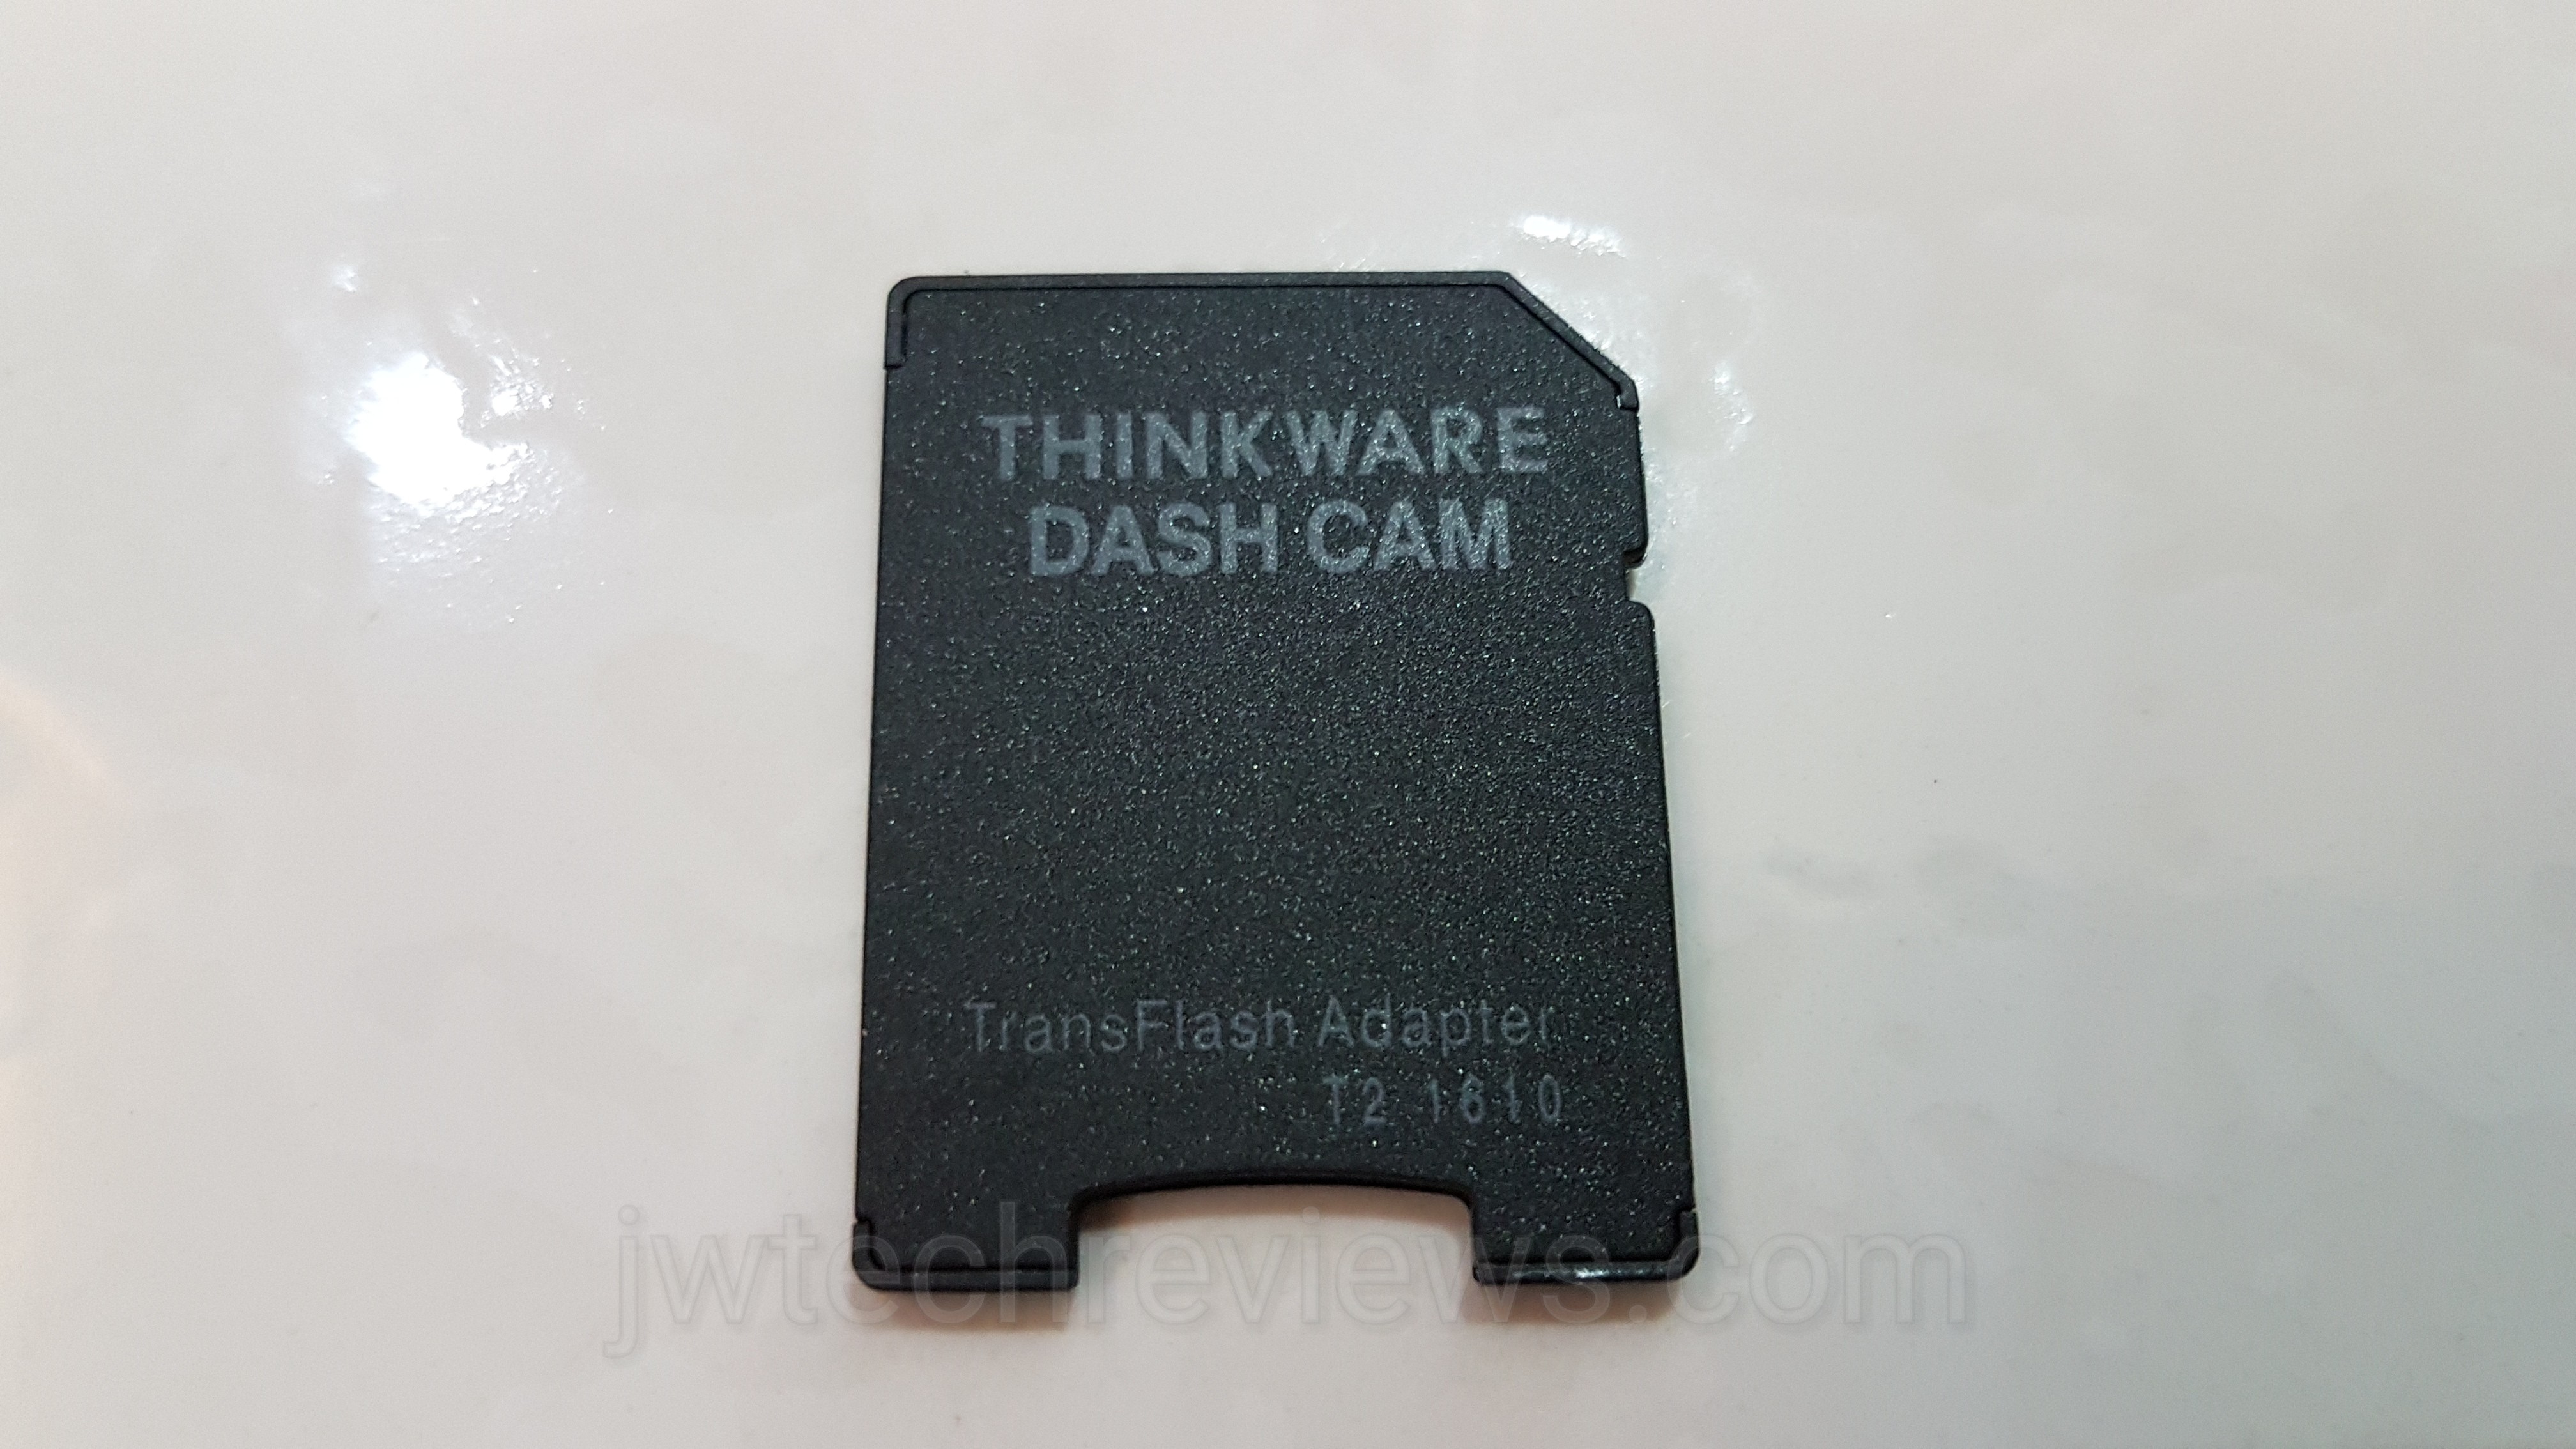 THINKWARE
DASH CAM
TransFlash Adapter
T2 1610
jwtechreviews.com